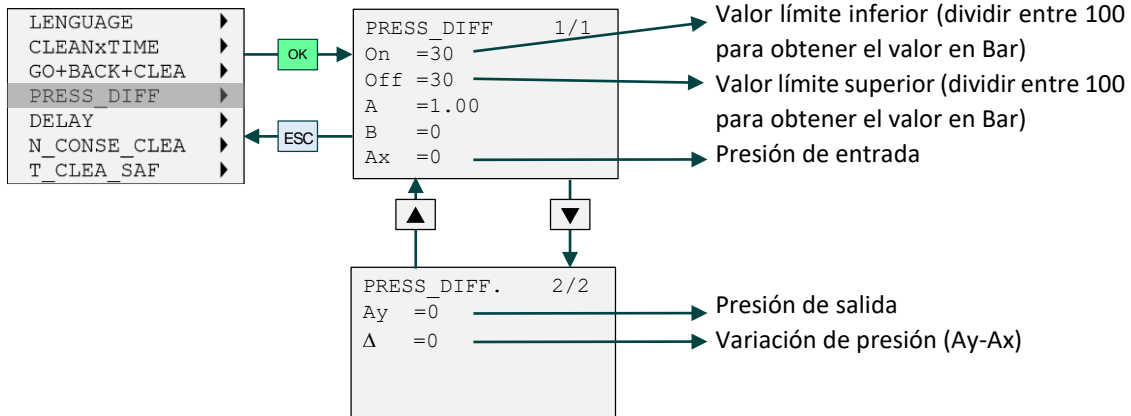 LENGUAGE
CLEANxTIME
GO+BACK+CLEA
PRESS_DIFF
DELAY
N_CONSE_CLEA
T_CLEA_SAF
OK
ESC
PRESS_DIFF 1/1
On =30
Off =30
A =1.00
B =0
Ax =0
Valor límite inferior (dividir entre 100
para obtener el valor en Bar)
Valor límite superior (dividir entre 100
para obtener el valor en Bar)
Presión de entrada
PRESS_DIFF. 2/2
Ay =0
Δ =0
Presión de salida
Variación de presión (Ay-Ax)